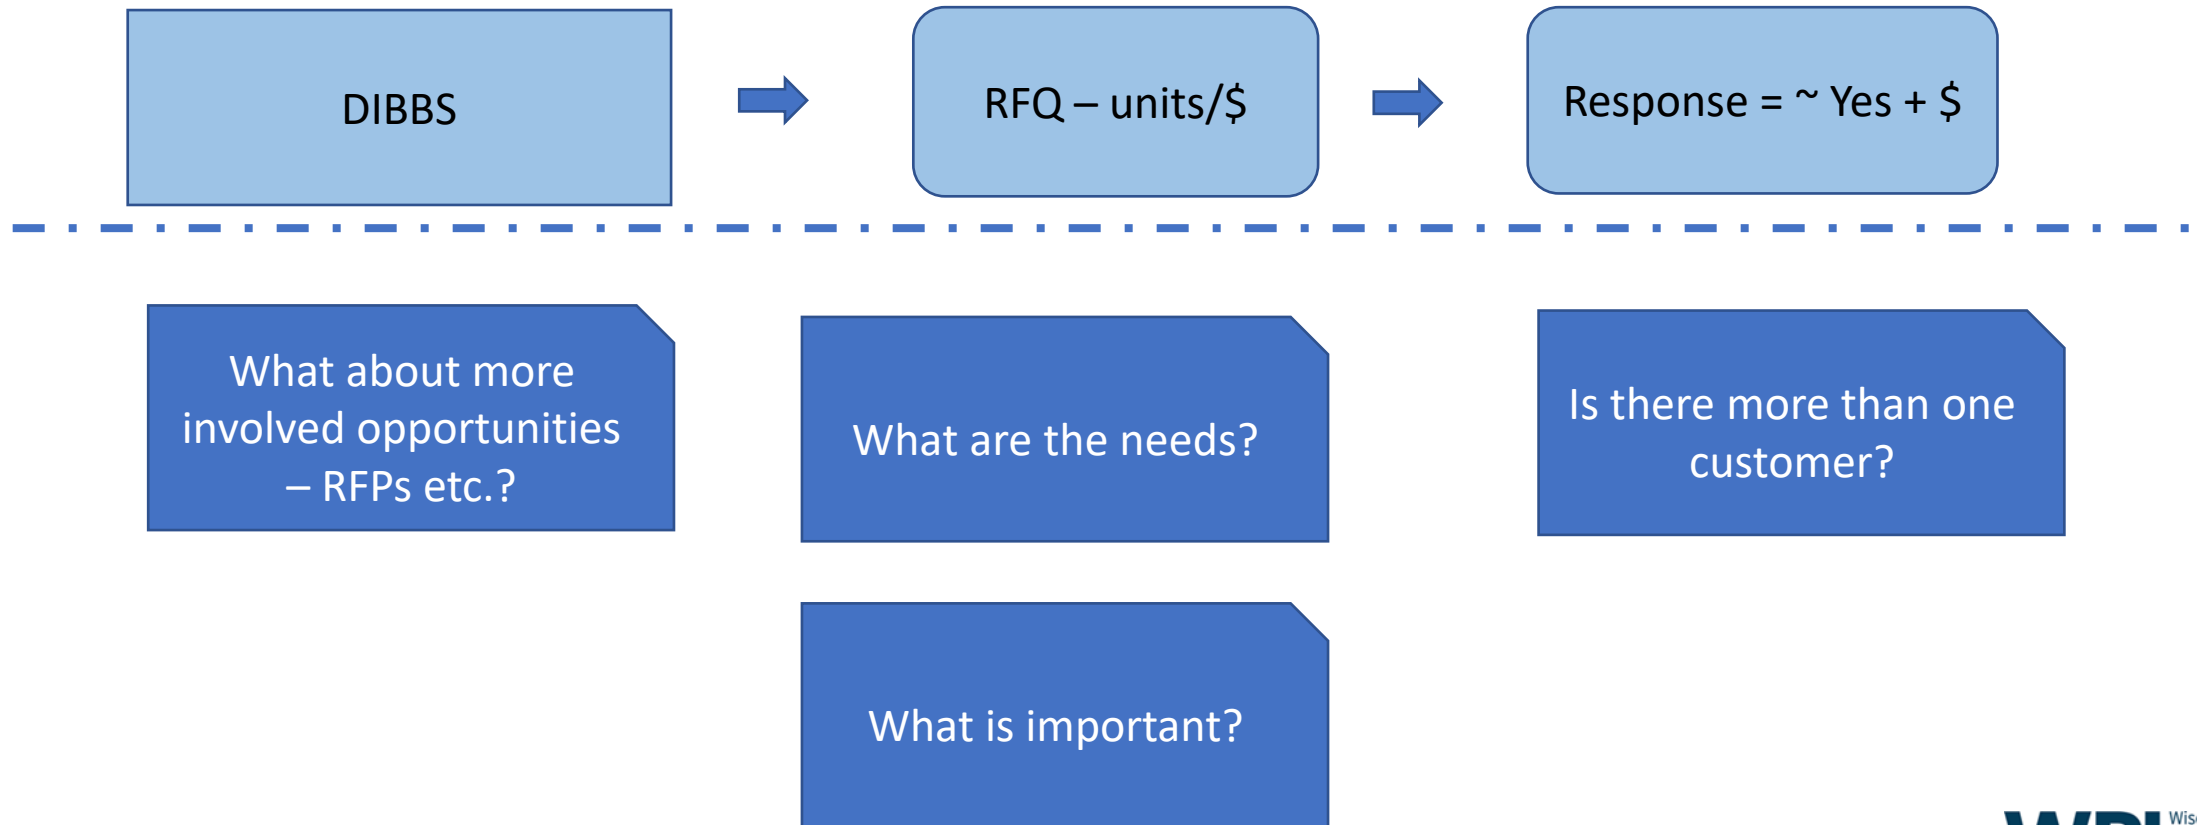 DIBBS
RFQ – units/$
Response = ~ Yes + $
What about more
involved opportunities
– RFPs etc.?
What are the needs?
Is there more than one
customer?
What is important?